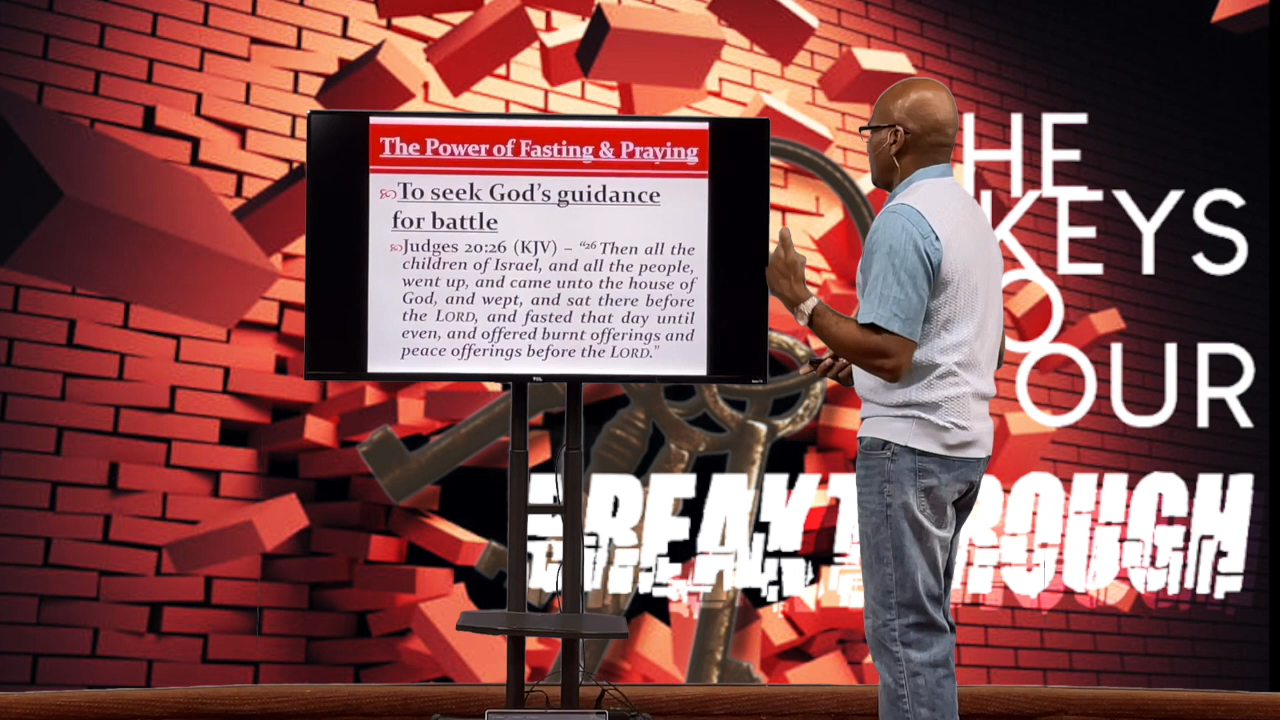 The Power of Fasting & Praying
To seek God's guidance
for battle
Judges 20:26 (KJV) – "26 Then all the
children of Israel, and all the people,
went up, and came unto the house of
God, and wept, and sat there before
the LORD, and fasted that day until
even, and offered burnt offerings and
peace offerings before the LORD."
TCL
HE
KEYS
O
OUR
BREAKT ROUGH